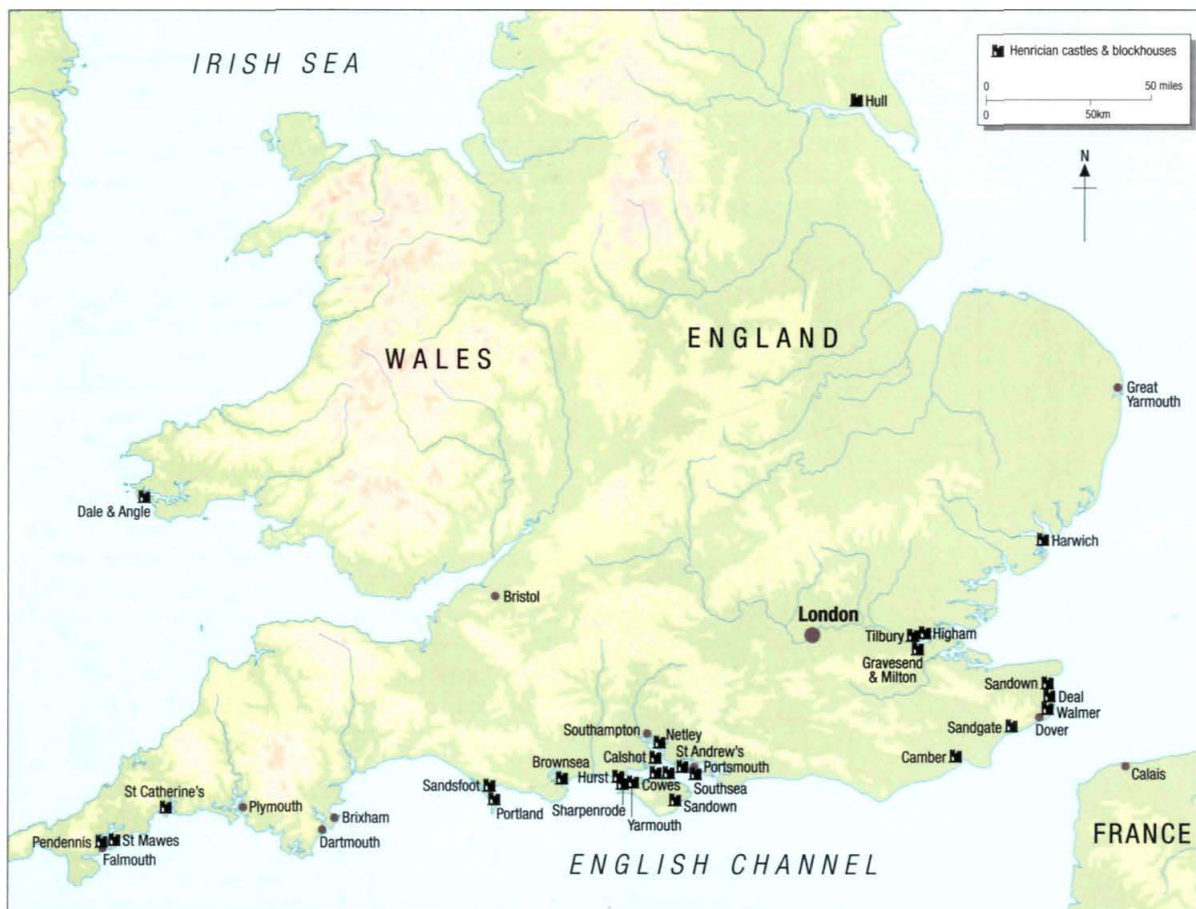 IRISH SEA
Henrician castles & blockhouses
0
50 miles
0
50km
N
Hull
WALES
ENGLAND
Great
Yarmouth
Dale & Angle
Harwich
Bristol
London
Tilbury
Higham
Gravesend
& Milton
Sandown
Deal
Walmer
Dover
Sandgate
Camber
Southampton
Netley
Calshot
St Andrew's
Portsmouth
Brownsea
Hurst
Cowes
Southsea
Sandsfoot
Portland
Sharpenrode
Yarmouth
Sandown
Calais
St Catherine's
Plymouth
Brixham
Dartmouth
Pendennis
St Mawes
Falmouth
FRANCE
ENGLISH CHANNEL